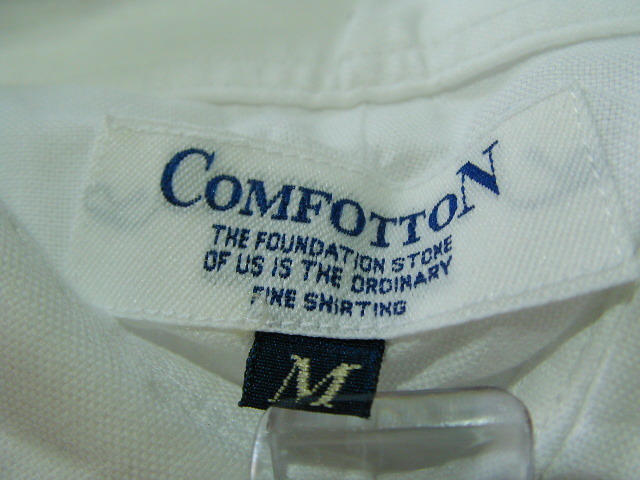 COMFOTTON
THE FOUNDATION STONE
OF US IS THE ORDINARY
FINE SHIRTING
M